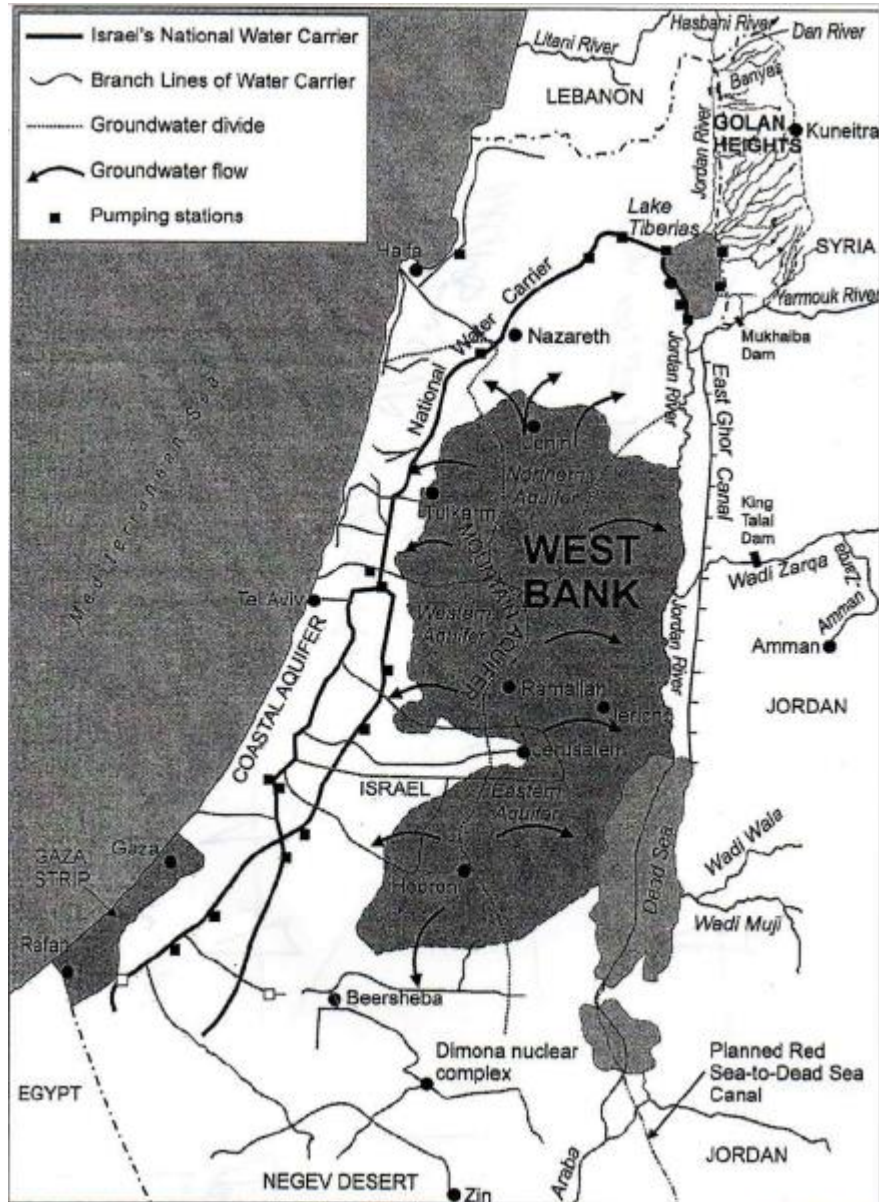 Israel's National Water Carrier
Branch Lines of Water Carrier
Groundwater divide
Groundwater flow
Pumping stations
Hasbani River
Litani River
Dan River
LEBANON
Banyas
GOLAN
HEIGHTS
Kuneitra
Jordan River
Lake
Tiberias
SYRIA
Haifa
Yarmouk River
Mukhaiba
Dam
National Water Carrier
Nazareth
Jordan River
East Ghor Canal
Mediterranean Sea
Jenin
Northern
Aquifer
Tulkarm
King
Talal
Dam
WEST
BANK
MOUNTAIN AQUIFER
Wadi Zarqa
Amman-Zarqa
Tel Aviv
Western
Aquifer
Jordan River
Amman
COASTAL AQUIFER
Ramallah
Jericho
JORDAN
Jerusalem
ISRAEL
Eastern
Aquifer
Wadi Wala
Gaza
GAZA
STRIP
Hebron
Dead Sea
Wadi Muji
Rafah
Beersheba
Dimona nuclear
complex
Planned Red
Sea-to-Dead Sea
Canal
EGYPT
JORDAN
NEGEV DESERT
Araba
Zin